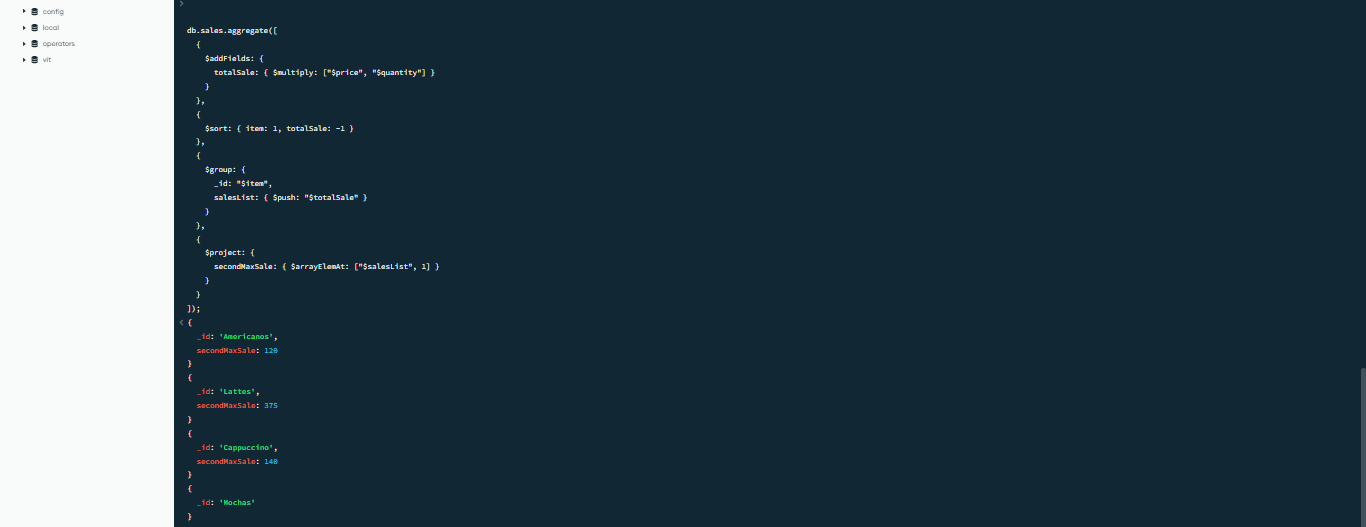 config
local
operators
vit
>
db.sales.aggregate([
  {
    $addFields: {
      totalSale: { $multiply: ["$price", "$quantity"] }
    }
  },
  {
    $sort: { item: 1, totalSale: -1 }
  },
  {
    $group: {
      _id: "$item",
      salesList: { $push: "$totalSale" }
    }
  },
  {
    $project: {
      secondMaxSale: { $arrayElemAt: ["$salesList", 1] }
    }
  }
]);
< {
  _id: 'Americanos',
  secondMaxSale: 120
}
{
  _id: 'Lattes',
  secondMaxSale: 375
}
{
  _id: 'Cappuccino',
  secondMaxSale: 140
}
{
  _id: 'Mochas'
}